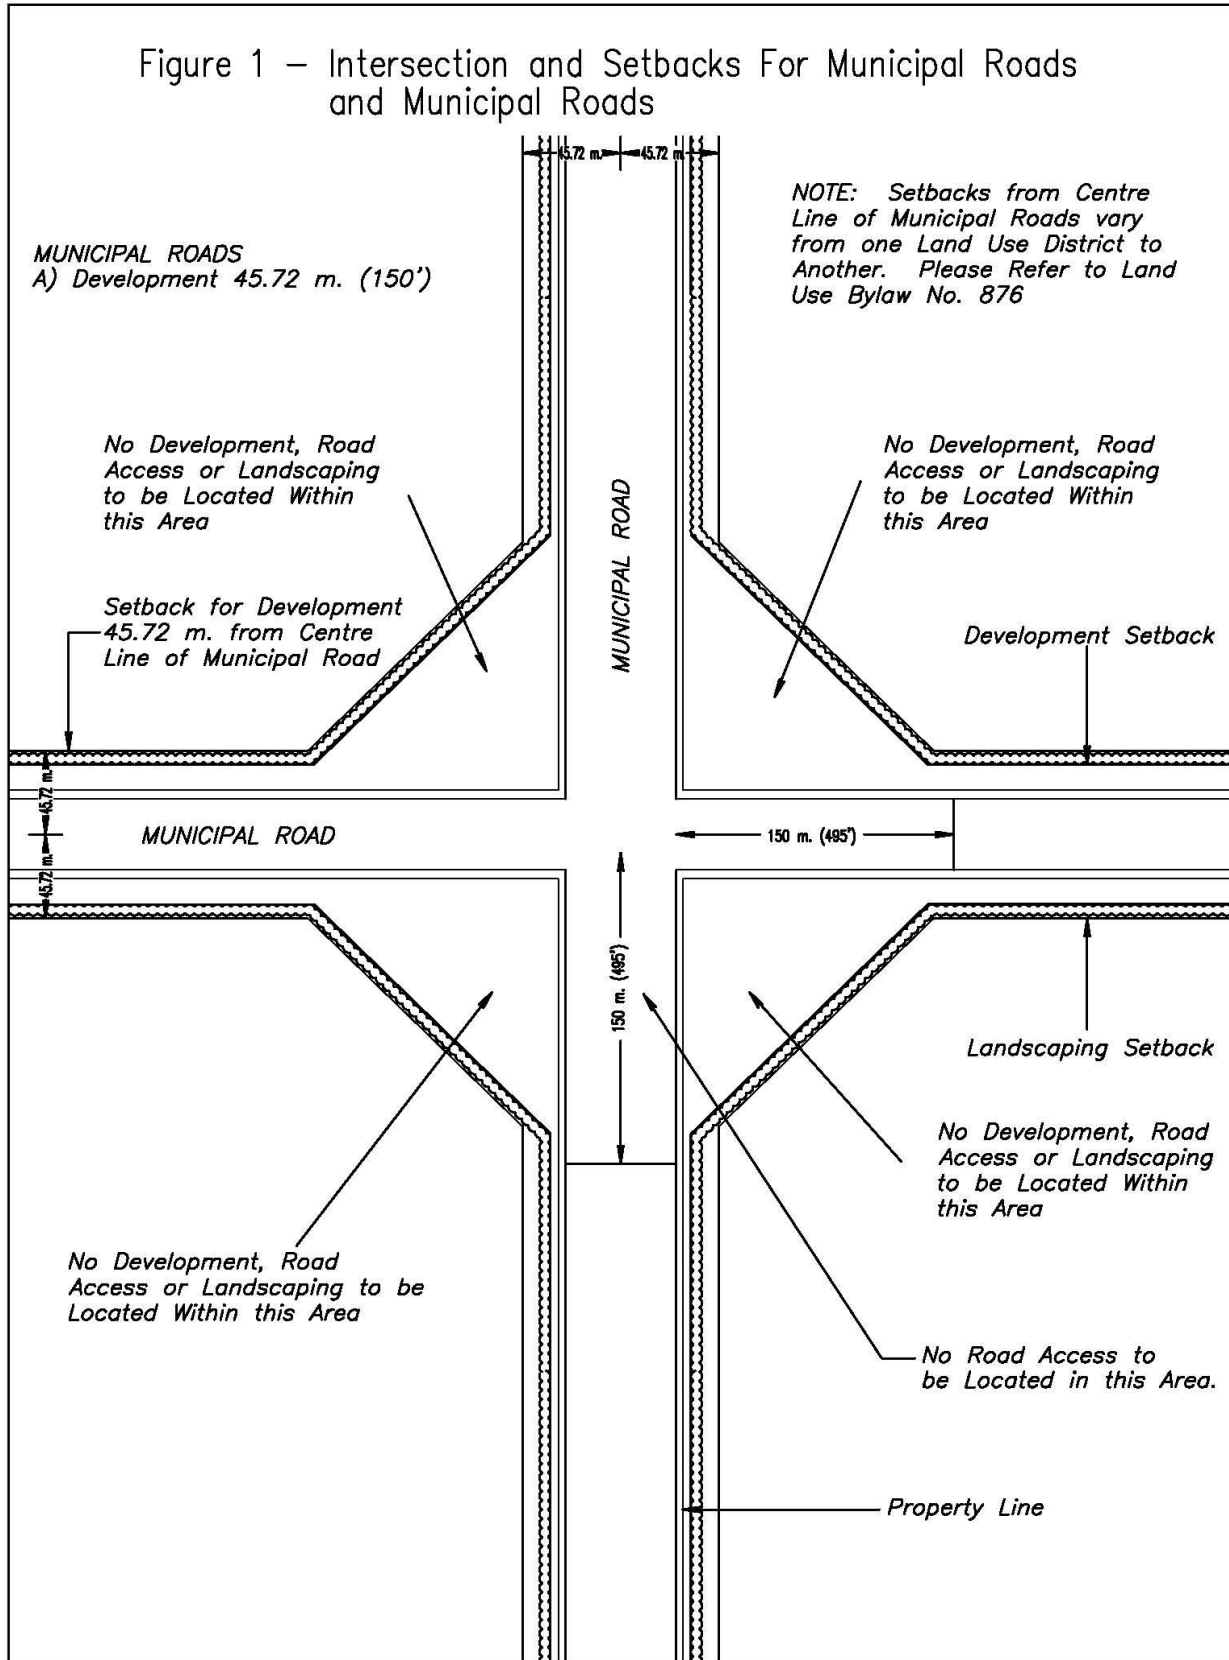 Figure 1 – Intersection and Setbacks For Municipal Roads
and Municipal Roads
45.72 m.
45.72 m
NOTE: Setbacks from Centre
Line of Municipal Roads vary
from one Land Use District to
Another. Please Refer to Land
Use Bylaw No. 876
MUNICIPAL ROADS
A) Development 45.72 m. (150')
No Development, Road
Access or Landscaping
to be Located Within
this Area
No Development, Road
Access or Landscaping
to be Located Within
this Area
MUNICIPAL ROAD
Setback for Development
45.72 m. from Centre
Line of Municipal Road
Development Setback
45.72 m.
MUNICIPAL ROAD
150 m. (495')
45.72 m.
150 m. (495')
Landscaping Setback
No Development, Road
Access or Landscaping
to be Located Within
this Area
No Development, Road
Access or Landscaping to be
Located Within this Area
No Road Access to
be Located in this Area.
Property Line